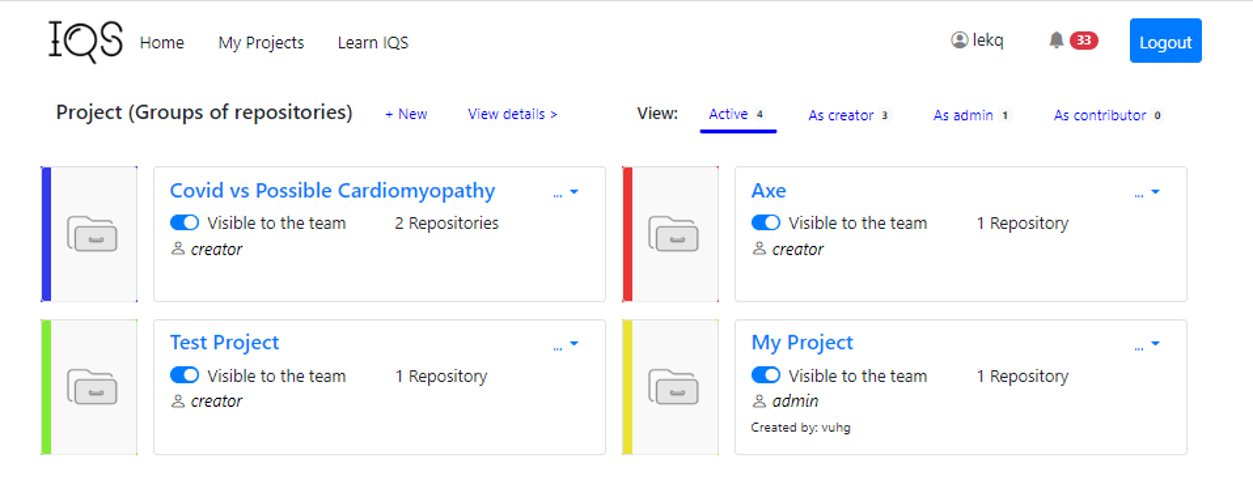 IQS Home My Projects Learn IQS lekq 33 Logout
Project (Groups of repositories) + New View details > View: Active 4 As creator 3 As admin 1 As contributor 0
Covid vs Possible Cardiomyopathy ...
Visible to the team 2 Repositories
creator
Axe ...
Visible to the team 1 Repository
creator
Test Project ...
Visible to the team 1 Repository
creator
My Project ...
Visible to the team 1 Repository
admin
Created by: vuhg